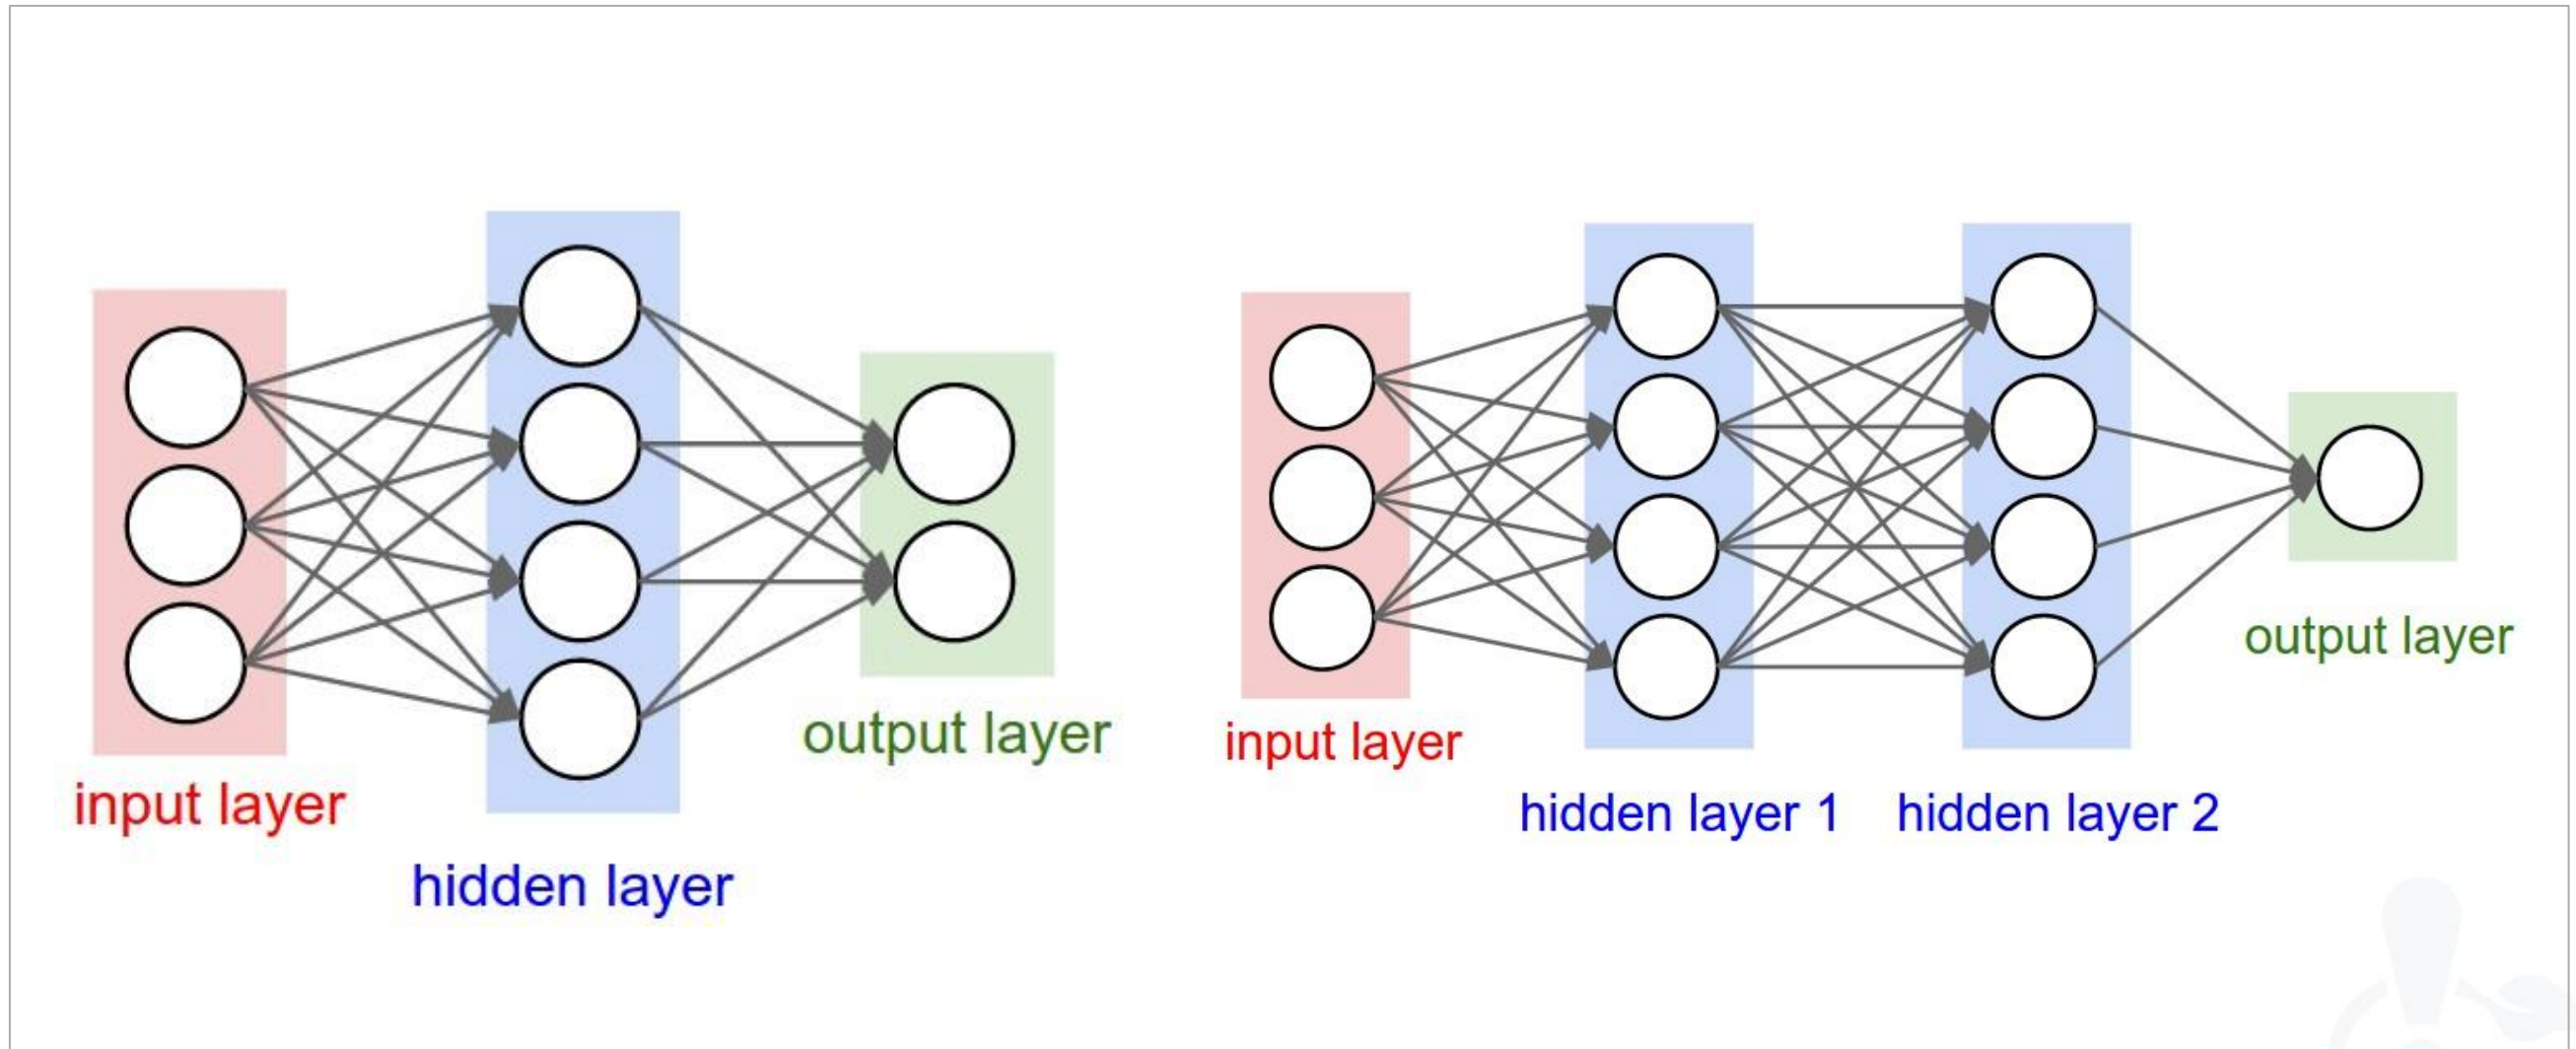 input layer
hidden layer
output layer
input layer
hidden layer 1
hidden layer 2
output layer